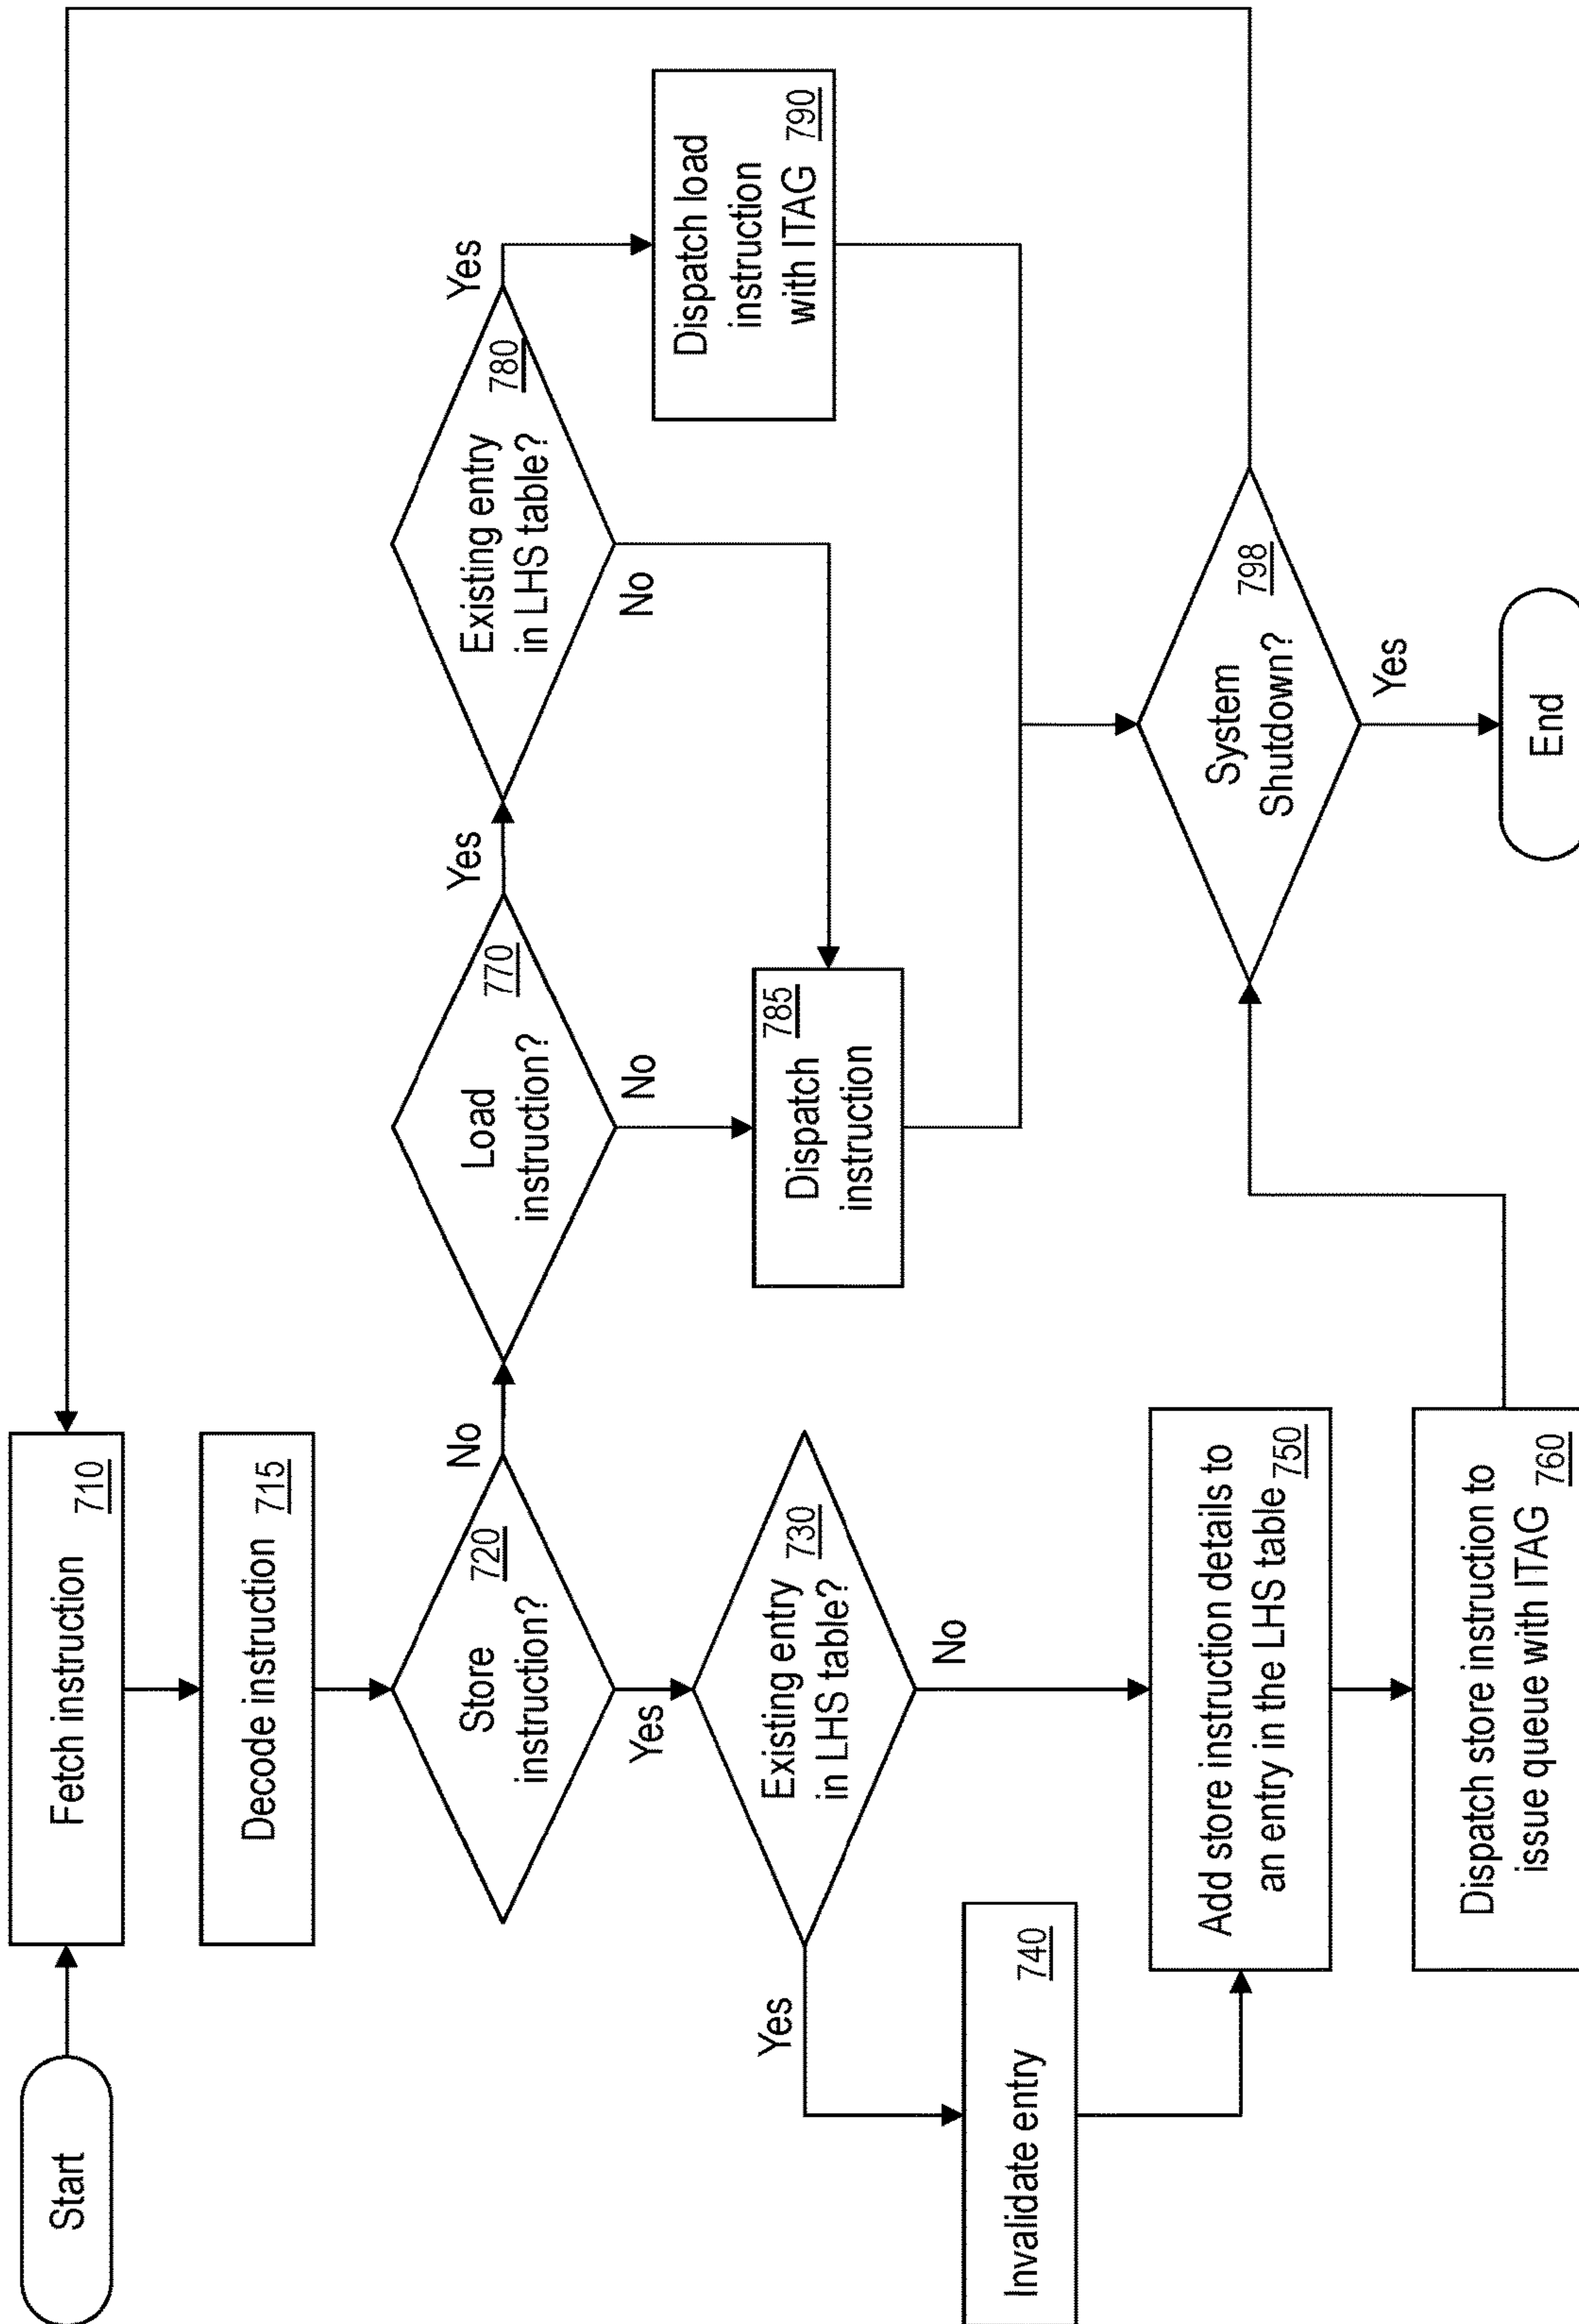 Start
Fetch instruction 710
Decode instruction 715
Store
instruction?
720
No
Yes
Load
instruction?
770
Yes
No
Existing entry
in LHS table?
780
Yes
No
Existing entry
in LHS table?
730
Yes
No
Invalidate entry 740
Dispatch
instruction
785
Dispatch load
instruction
with ITAG 790
Add store instruction details to
an entry in the LHS table 750
Dispatch store instruction to
issue queue with ITAG 760
System
Shutdown?
798
Yes
End